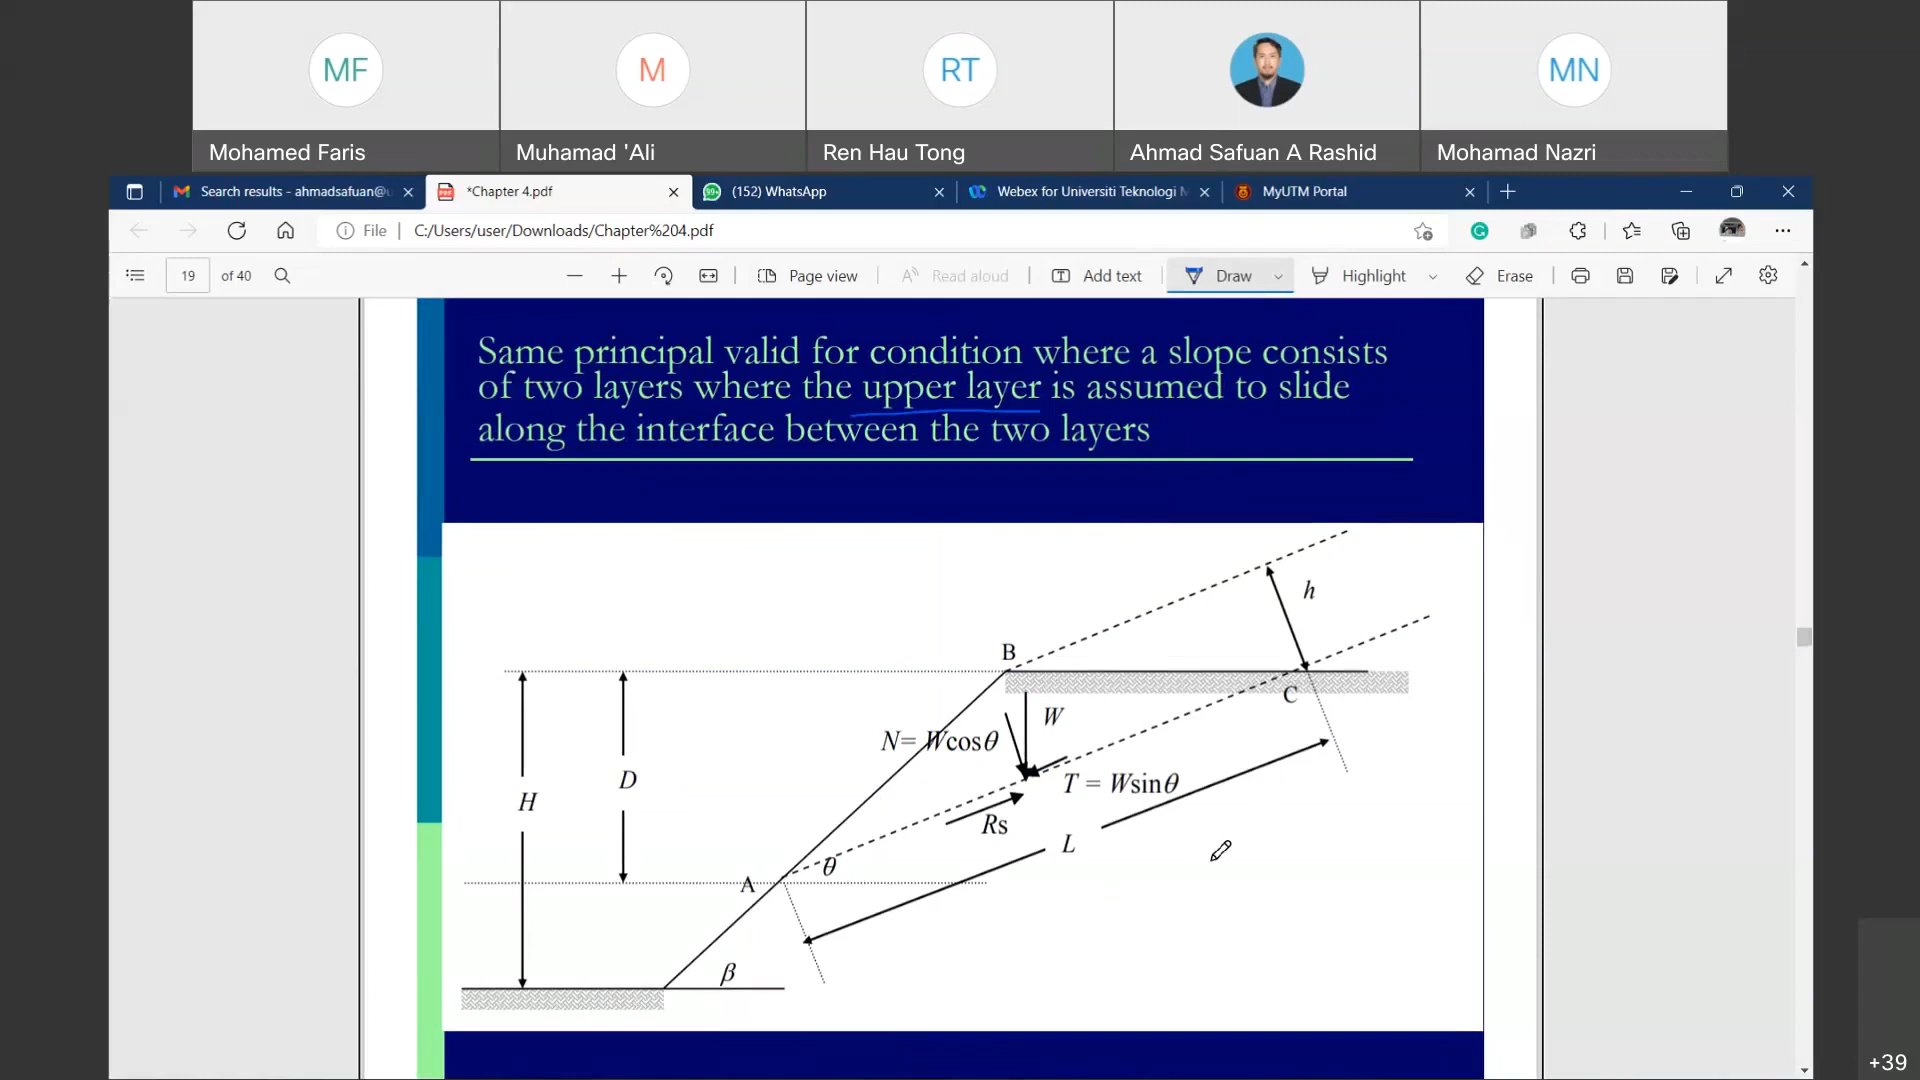 MF
M
RT
MN
Mohamed Faris
Muhamad 'Ali
Ren Hau Tong
Ahmad Safuan A Rashid
Mohamad Nazri
Search results - ahmadsafuan@
*Chapter 4.pdf
99+
(152) WhatsApp
Webex for Universiti Teknologi M
MyUTM Portal
File
C:/Users/user/Downloads/Chapter%204.pdf
19
of 40
Page view
Read aloud
Add text
Draw
Highlight
Erase
Same principal valid for condition where a slope consists
of two layers where the upper layer is assumed to slide
along the interface between the two layers
h
B
C
W
N= Wcosθ
D
T = Wsinθ
H
Rs
L
θ
A
β
+39